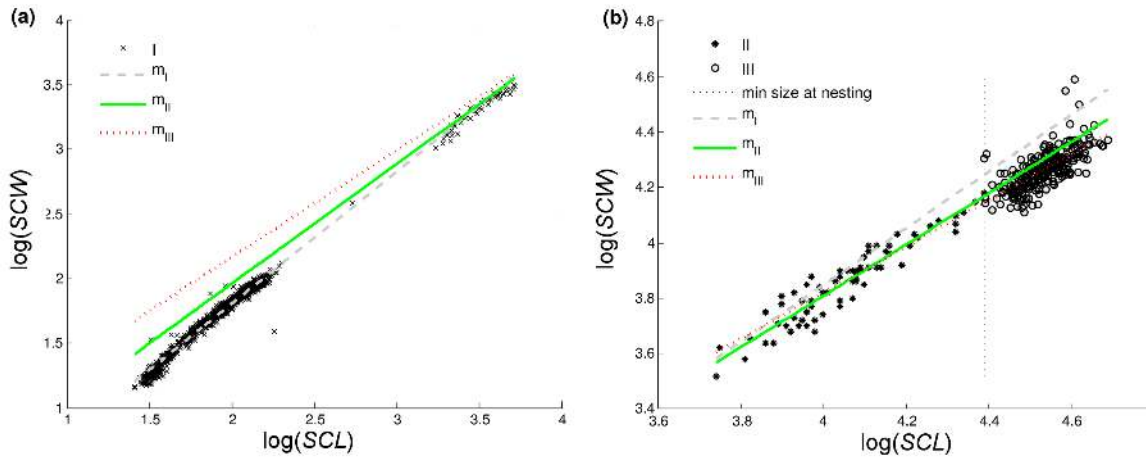 (a)
4
3.5
3
2.5
2
1.5
1
log(SCW)
I
m_I
m_II
m_III
1 1.5 2 2.5 3 3.5 4
log(SCL)
(b)
4.8
4.6
4.4
4.2
4
3.8
3.6
3.4
log(SCW)
II
III
min size at nesting
m_I
m_II
m_III
3.6 3.8 4 4.2 4.4 4.6
log(SCL)